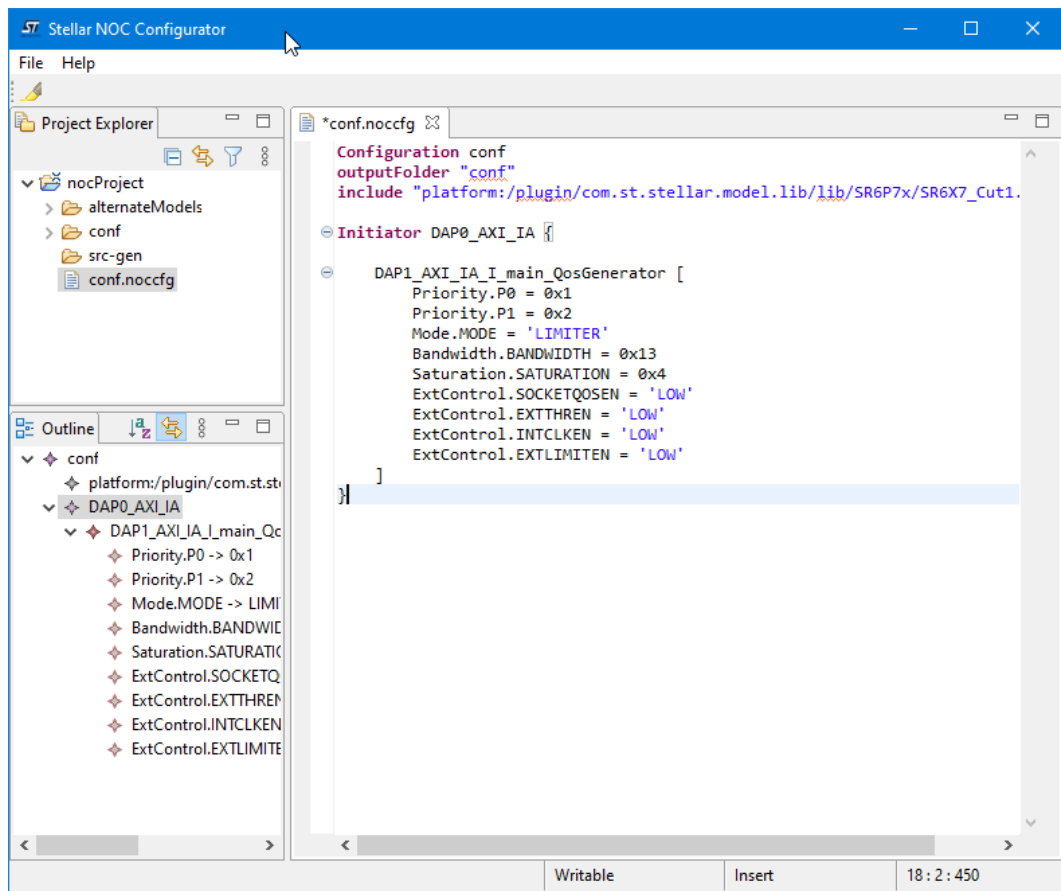 Stellar NOC Configurator
File Help
Project Explorer
nocProject
alternateModels
conf
src-gen
conf.noccfg
Outline
conf
platform:/plugin/com.st.st
DAP0_AXI_IA
DAP1_AXI_IA_I_main_Qo
Priority.P0 -> 0x1
Priority.P1 -> 0x2
Mode.MODE -> LIMI
Bandwidth.BANDWID
Saturation.SATURATIO
ExtControl.SOCKETQ
ExtControl.EXTTHREN
ExtControl.INTCLKEN
ExtControl.EXTLIMITE
*conf.noccfg
Configuration conf
outputFolder "conf"
include "platform:/plugin/com.st.stellar.model.lib/lib/SR6P7x/SR6X7_Cut1.
Initiator DAP0_AXI_IA {
DAP1_AXI_IA_I_main_QosGenerator [
Priority.P0 = 0x1
Priority.P1 = 0x2
Mode.MODE = 'LIMITER'
Bandwidth.BANDWIDTH = 0x13
Saturation.SATURATION = 0x4
ExtControl.SOCKETQOSEN = 'LOW'
ExtControl.EXTTHREN = 'LOW'
ExtControl.INTCLKEN = 'LOW'
ExtControl.EXTLIMITEN = 'LOW'
]
}
Writable Insert 18 : 2 : 450